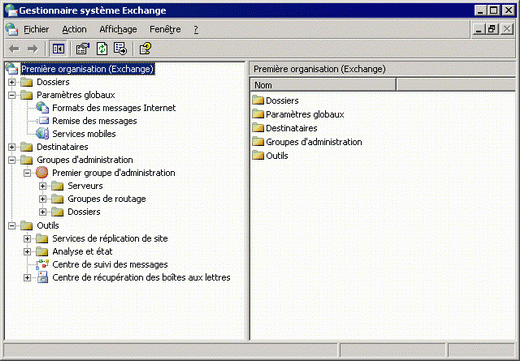 Gestionnaire système Exchange
Fichier Action Affichage Fenêtre ?
Première organisation (Exchange)
Dossiers
Paramètres globaux
Formats des messages Internet
Remise des messages
Services mobiles
Destinataires
Groupes d'administration
Premier groupe d'administration
Serveurs
Groupes de routage
Dossiers
Outils
Services de réplication de site
Analyse et état
Centre de suivi des messages
Centre de récupération des boîtes aux lettres
Première organisation (Exchange)
Nom
Dossiers
Paramètres globaux
Destinataires
Groupes d'administration
Outils